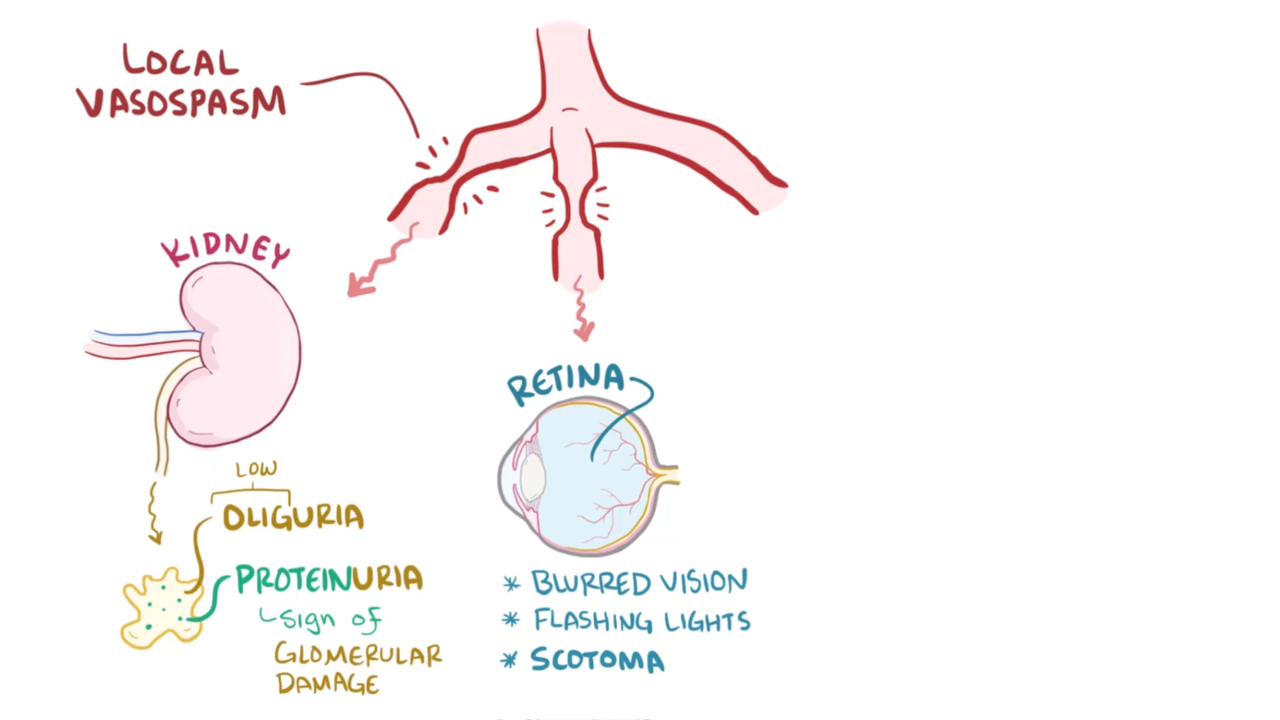 LOCAL
VASOSPASM
KIDNEY
LOW
OLIGURIA
PROTEINURIA
Sign of
GLOMERULAR
DAMAGE
RETINA
* BLURRED VISION
* FLASHING LIGHTS
* SCOTOMA